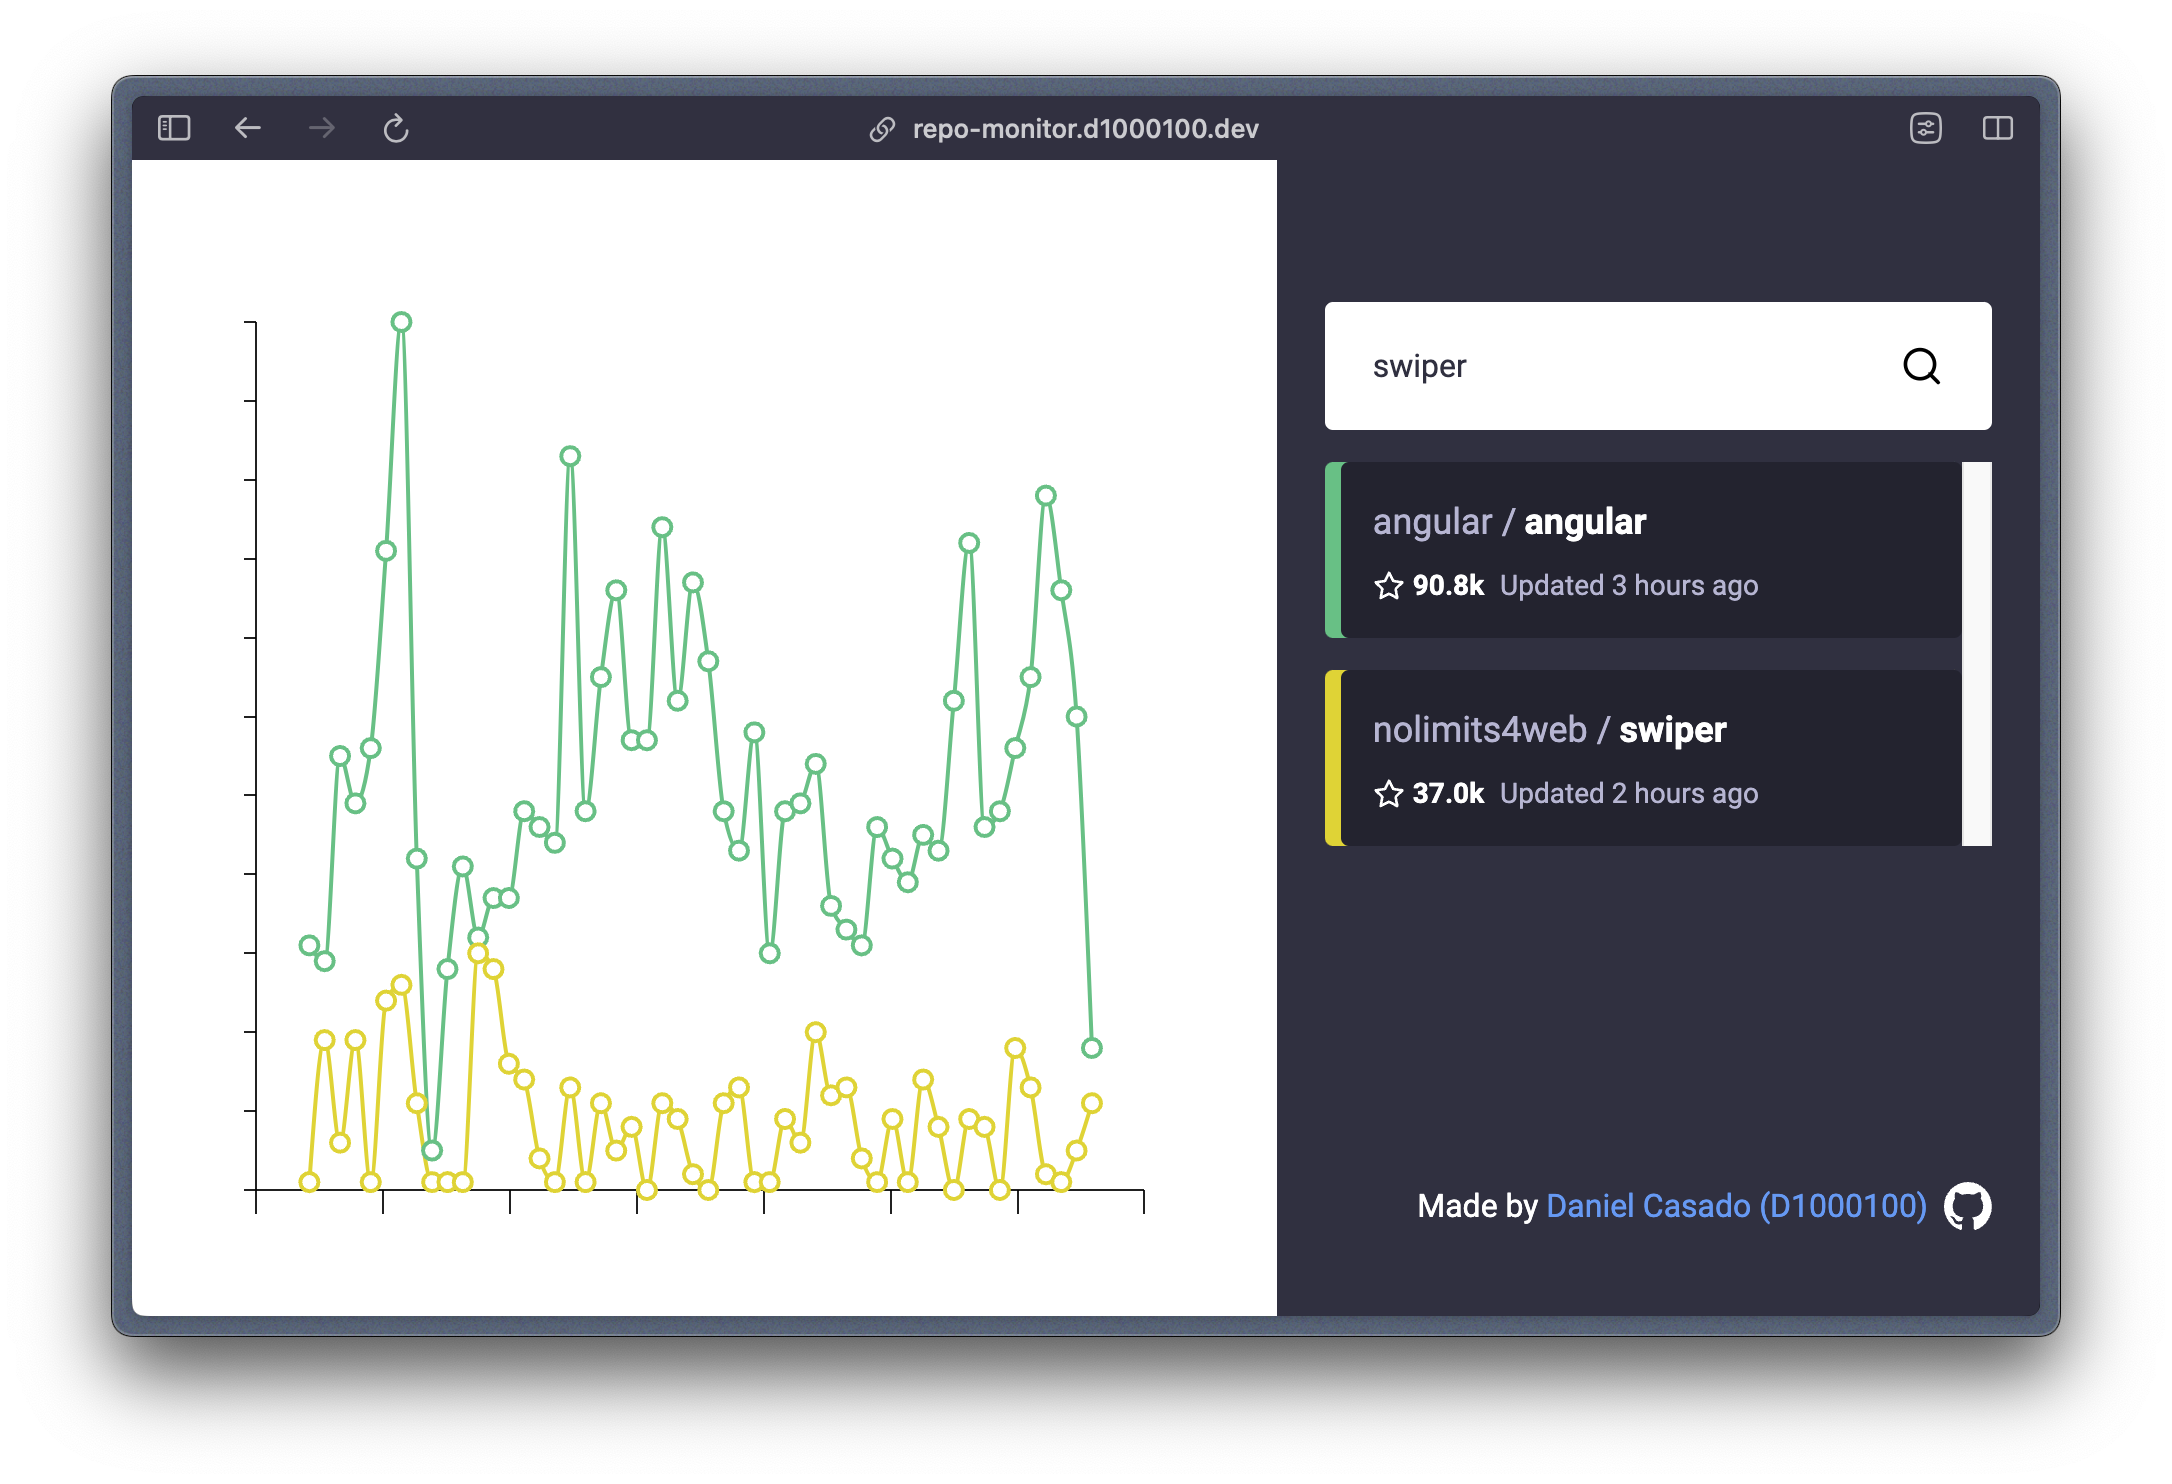 repo-monitor.d1000100.dev
swiper
angular / angular
90.8k Updated 3 hours ago
nolimits4web / swiper
37.0k Updated 2 hours ago
Made by Daniel Casado (D1000100)